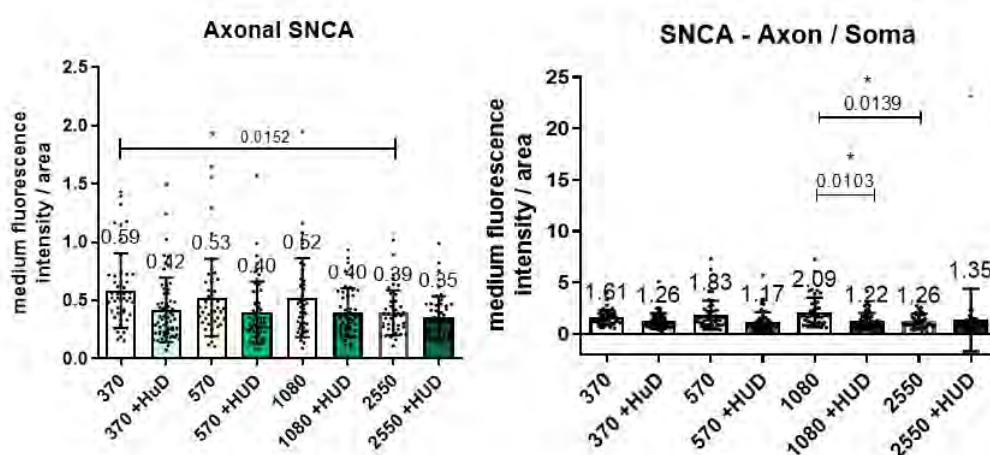 Axonal SNCA
medium fluorescence
intensity / area
2.5
2.0
1.5
1.0
0.5
0.0
0.0152
0.59
0.42
0.53
0.40
0.52
0.40
0.39
0.35
370
370 +HuD
570
570 +HUD
1080
1080 +HUD
2550
2550 +HUD
SNCA - Axon / Soma
medium fluorescence
intensity / area
25
20
15
10
5
0
*
0.0139
*
0.0103
1.61
1.26
1.83
1.17
2.09
1.22
1.26
1.35
370
370 +HuD
570
570 +HUD
1080
1080 +HUD
2550
2550 +HUD